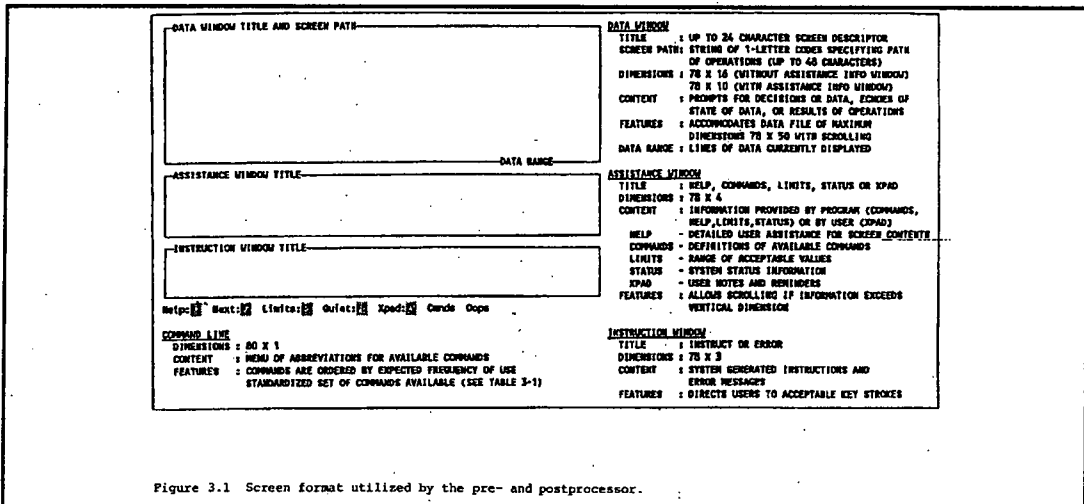 DATA WINDOW TITLE AND SCREEN PATH
DATA RANGE
ASSISTANCE WINDOW TITLE
INSTRUCTION WINDOW TITLE
Help: Next: Limits: Quiet: Xpad: Cmnds Oops
COMMAND LINE
DIMENSIONS : 80 X 1
CONTENT : MENU OF ABBREVIATIONS FOR AVAILABLE COMMANDS
FEATURES : COMMANDS ARE ORDERED BY EXPECTED FREQUENCY OF USE
STANDARDIZED SET OF COMMANDS AVAILABLE (SEE TABLE 3-1)
DATA WINDOW
TITLE : UP TO 24 CHARACTER SCREEN DESCRIPTOR
SCREEN PATH: STRING OF 1-LETTER CODES SPECIFYING PATH
OF OPERATIONS (UP TO 48 CHARACTERS)
DIMENSIONS : 78 X 16 (WITHOUT ASSISTANCE INFO WINDOW)
78 X 10 (WITH ASSISTANCE INFO WINDOW)
CONTENT : PROMPTS FOR DECISIONS OR DATA, ECHOES OF
STATE OF DATA, OR RESULTS OF OPERATIONS
FEATURES : ACCOMMODATES DATA FILE OF MAXIMUM
DIMENSIONS 78 X 50 WITH SCROLLING
DATA RANGE : LINES OF DATA CURRENTLY DISPLAYED
ASSISTANCE WINDOW
TITLE : HELP, COMMANDS, LIMITS, STATUS OR XPAD
DIMENSIONS : 78 X 4
CONTENT : INFORMATION PROVIDED BY PROGRAM (COMMANDS,
HELP,LIMITS,STATUS) OR BY USER (XPAD)
HELP - DETAILED USER ASSISTANCE FOR SCREEN CONTENTS
COMMANDS - DEFINITIONS OF AVAILABLE COMMANDS
LIMITS - RANGE OF ACCEPTABLE VALUES
STATUS - SYSTEM STATUS INFORMATION
XPAD - USER NOTES AND REMINDERS
FEATURES : ALLOWS SCROLLING IF INFORMATION EXCEEDS
VERTICAL DIMENSION
INSTRUCTION WINDOW
TITLE : INSTRUCT OR ERROR
DIMENSIONS : 78 X 3
CONTENT : SYSTEM GENERATED INSTRUCTIONS AND
ERROR MESSAGES
FEATURES : DIRECTS USERS TO ACCEPTABLE KEY STROKES
Figure 3.1 Screen format utilized by the pre- and postprocessor.